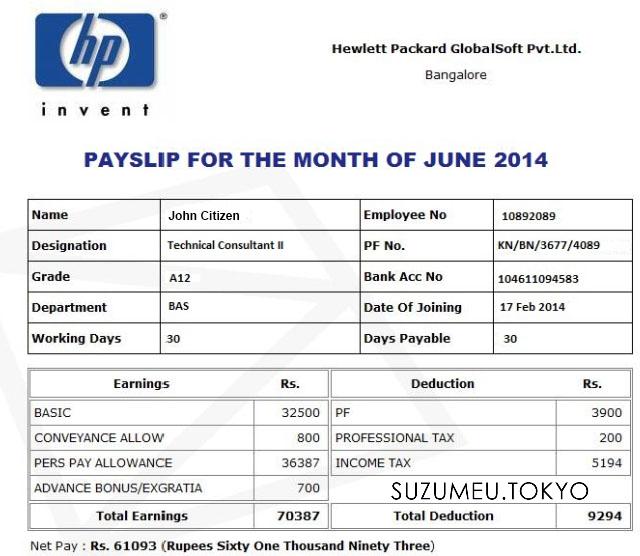 hp
®
invent
Hewlett Packard GlobalSoft Pvt.Ltd.
Bangalore
PAYSLIP FOR THE MONTH OF JUNE 2014
Name John Citizen Employee No 10892089
Designation Technical Consultant II PF No. KN/BN/3677/4089
Grade A12 Bank Acc No 104611094583
Department BAS Date Of Joining 17 Feb 2014
Working Days 30 Days Payable 30
Earnings Rs. Deduction Rs.
BASIC 32500 PF 3900
CONVEYANCE ALLOW 800 PROFESSIONAL TAX 200
PERS PAY ALLOWANCE 36387 INCOME TAX 5194
ADVANCE BONUS/EXGRATIA 700 SUZUMEU.TOKYO
Total Earnings 70387 Total Deduction 9294
Net Pay : Rs. 61093 (Rupees Sixty One Thousand Ninety Three)